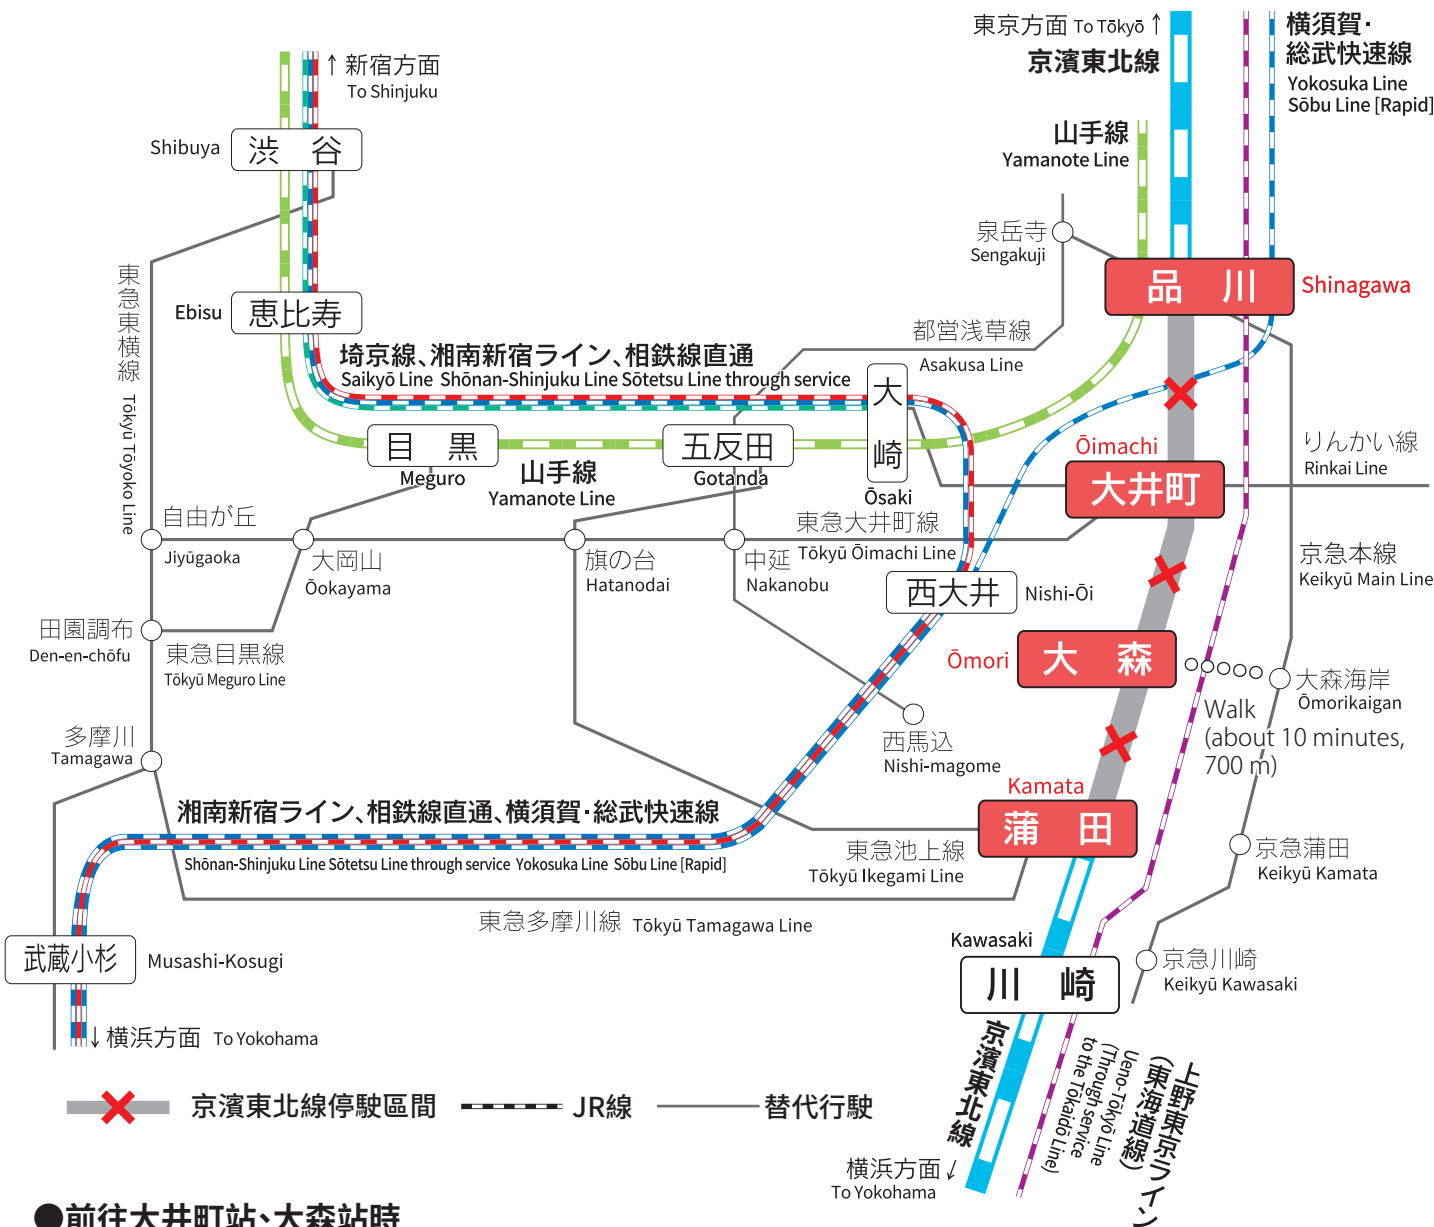 東京方面 To Tōkyō ↑
京濱東北線
横須賀・
総武快速線
Yokosuka Line
Sōbu Line [Rapid]
↑ 新宿方面
To Shinjuku
山手線
Yamanote Line
Shibuya
渋 谷
泉岳寺
Sengakuji
東急東横線 Tōkyū Tōyoko Line
品 川
Shinagawa
Ebisu
恵比寿
都営浅草線
Asakusa Line
埼京線、湘南新宿ライン、相鉄線直通
Saikyō Line Shōnan-Shinjuku Line Sōtetsu Line through service
大崎
Ōsaki
目 黒
Meguro
山手線
Yamanote Line
五反田
Gotanda
Ōimachi
大井町
りんかい線
Rinkai Line
自由が丘
Jiyūgaoka
大岡山
Ōokayama
旗の台
Hatanodai
中延
Nakanobu
東急大井町線
Tōkyū Ōimachi Line
京急本線
Keikyū Main Line
西大井
Nishi-Ōi
田園調布
Den-en-chōfu
東急目黒線
Tōkyū Meguro Line
Ōmori
大 森
大森海岸
Ōmorikaigan
Walk
(about 10 minutes,
700 m)
多摩川
Tamagawa
西馬込
Nishi-magome
Kamata
蒲 田
湘南新宿ライン、相鉄線直通、横須賀・総武快速線
Shōnan-Shinjuku Line Sōtetsu Line through service Yokosuka Line Sōbu Line [Rapid]
東急池上線
Tōkyū Ikegami Line
京急蒲田
Keikyū Kamata
東急多摩川線 Tōkyū Tamagawa Line
武蔵小杉
Musashi-Kosugi
Kawasaki
川 崎
京急川崎
Keikyū Kawasaki
↓横浜方面 To Yokohama
京濱東北線
上野東京ライン
(東海道線)
Ueno-Tōkyō Line
(Through service
to the Tōkaidō Line)
京濱東北線停駛區間
JR線
替代行駛
横浜方面↓
To Yokohama
●前往大井町站、大森站時